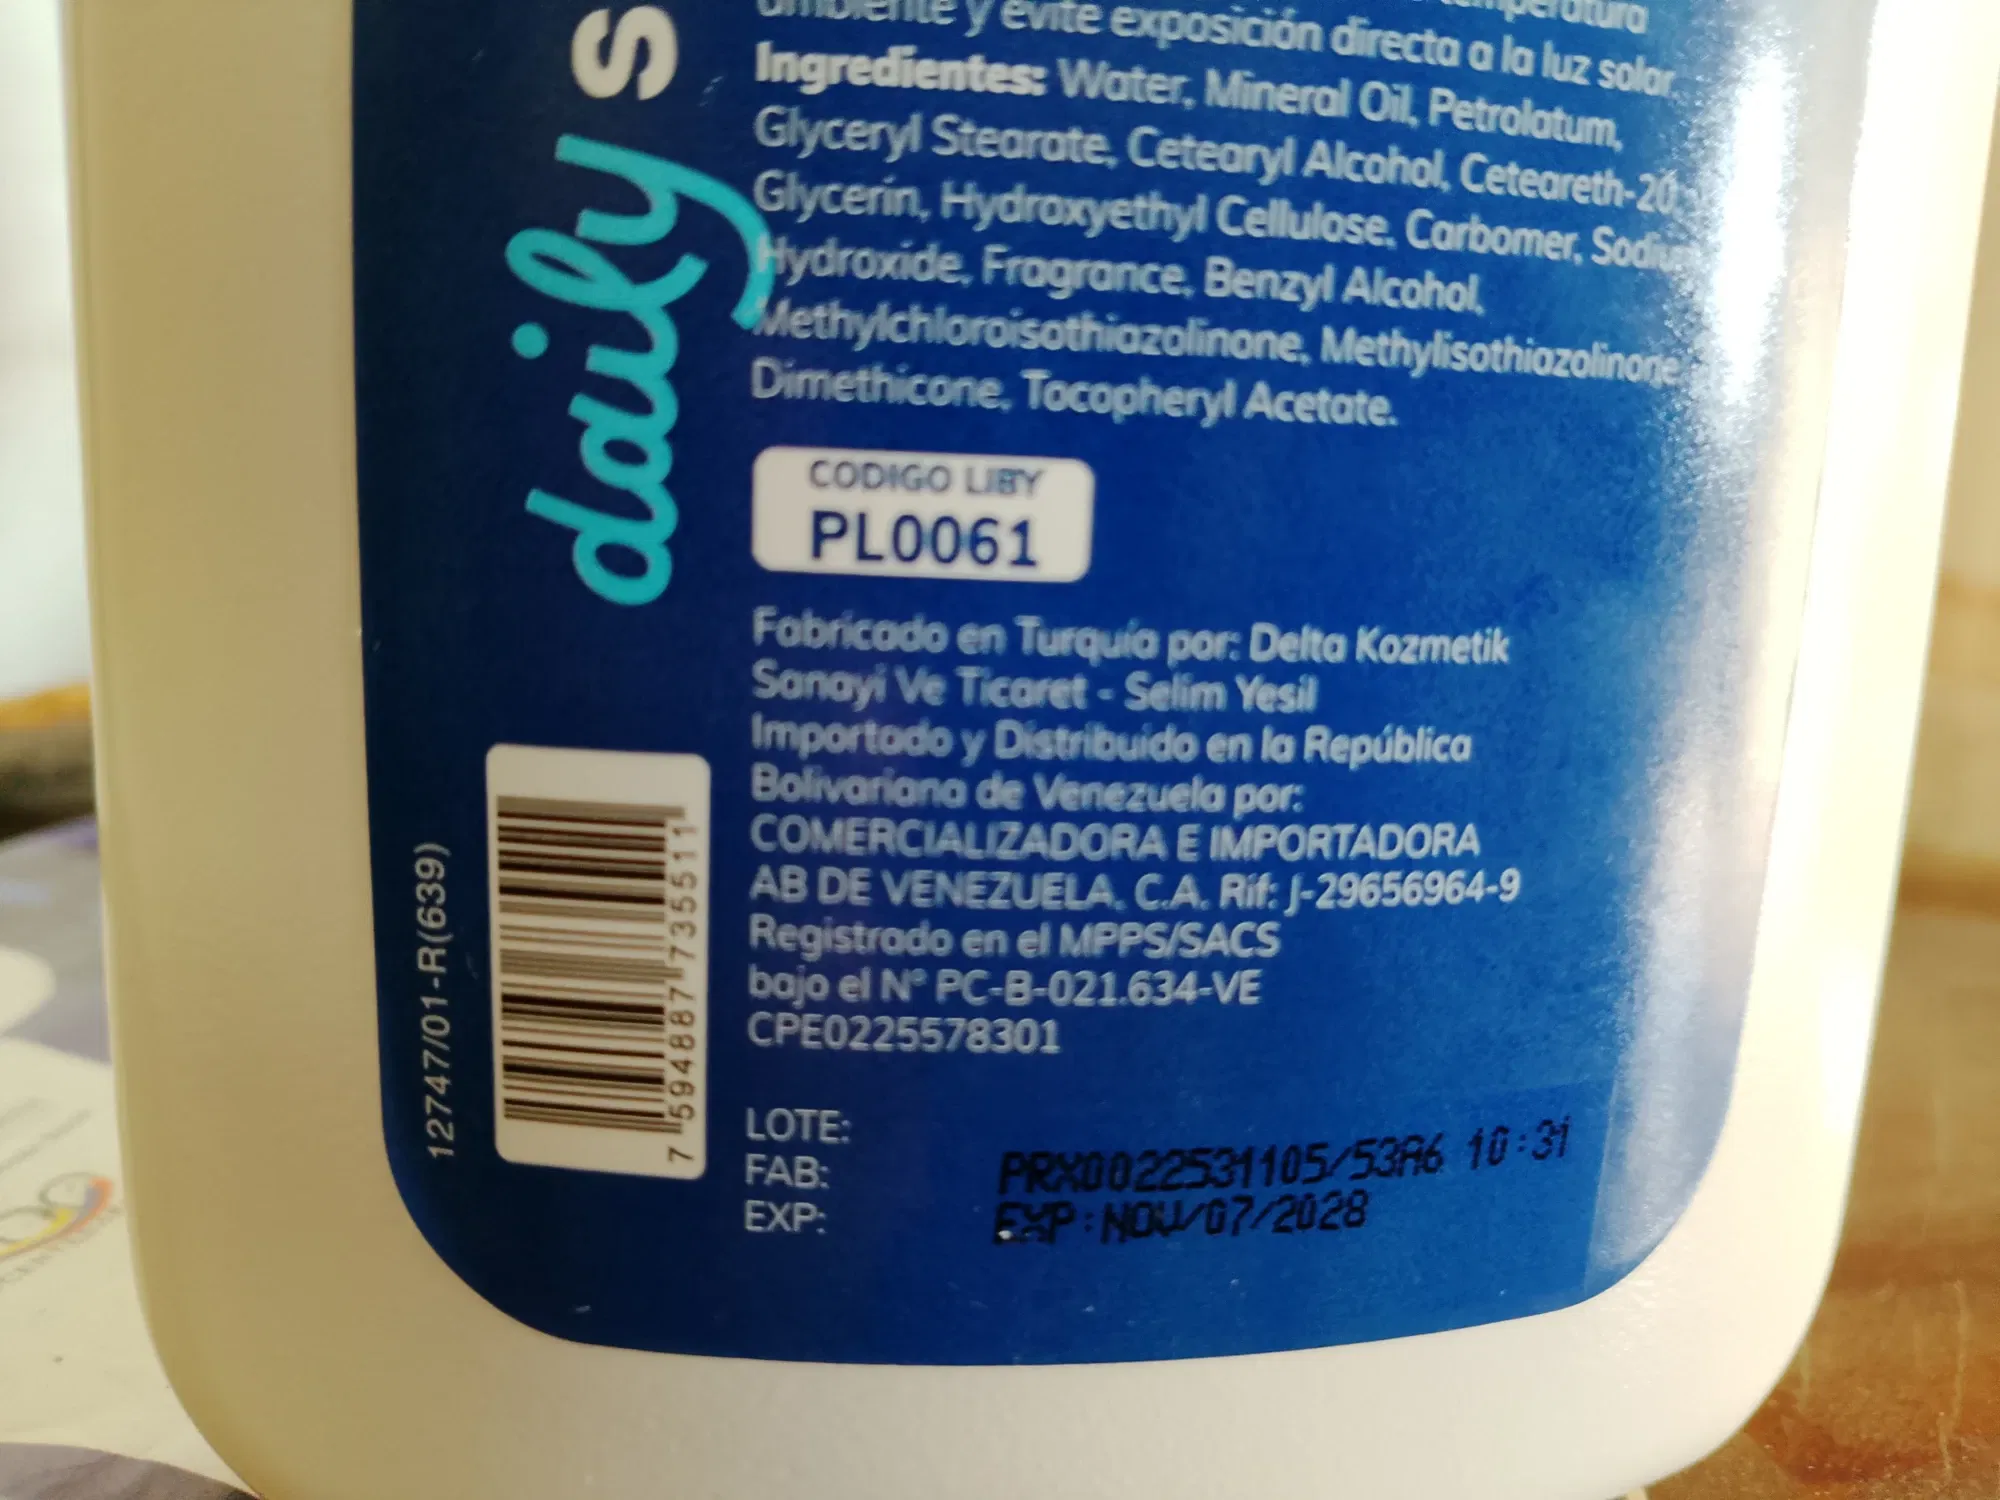 temperatura
ambiente y evite exposición directa a la luz solar
Ingredientes: Water, Mineral Oil, Petrolatum,
Glyceryl Stearate, Cetearyl Alcohol, Ceteareth-20,
Glycerin, Hydroxyethyl Cellulose, Carbomer, Sodiu
Hydroxide, Fragrance, Benzyl Alcohol,
Methylchloroisothiazolinone, Methylisothiazolinone
Dimethicone, Tocopheryl Acetate.
CODIGO LIBY
PL0061
Fabricado en Turquía por: Delta Kozmetik
Sanayi Ve Ticaret - Selim Yesil
Importado y Distribuido en la República
Bolivariana de Venezuela por:
COMERCIALIZADORA E IMPORTADORA
AB DE VENEZUELA, C.A. Rif: J-29656964-9
Registrado en el MPPS/SACS
bajo el N° PC-B-021.634-VE
CPE0225578301
LOTE:
FAB: PRX0022531105/53A6 10:31
EXP: EXP:NOV/07/2028
daily s
7 594887 735511
12747/01-R(639)